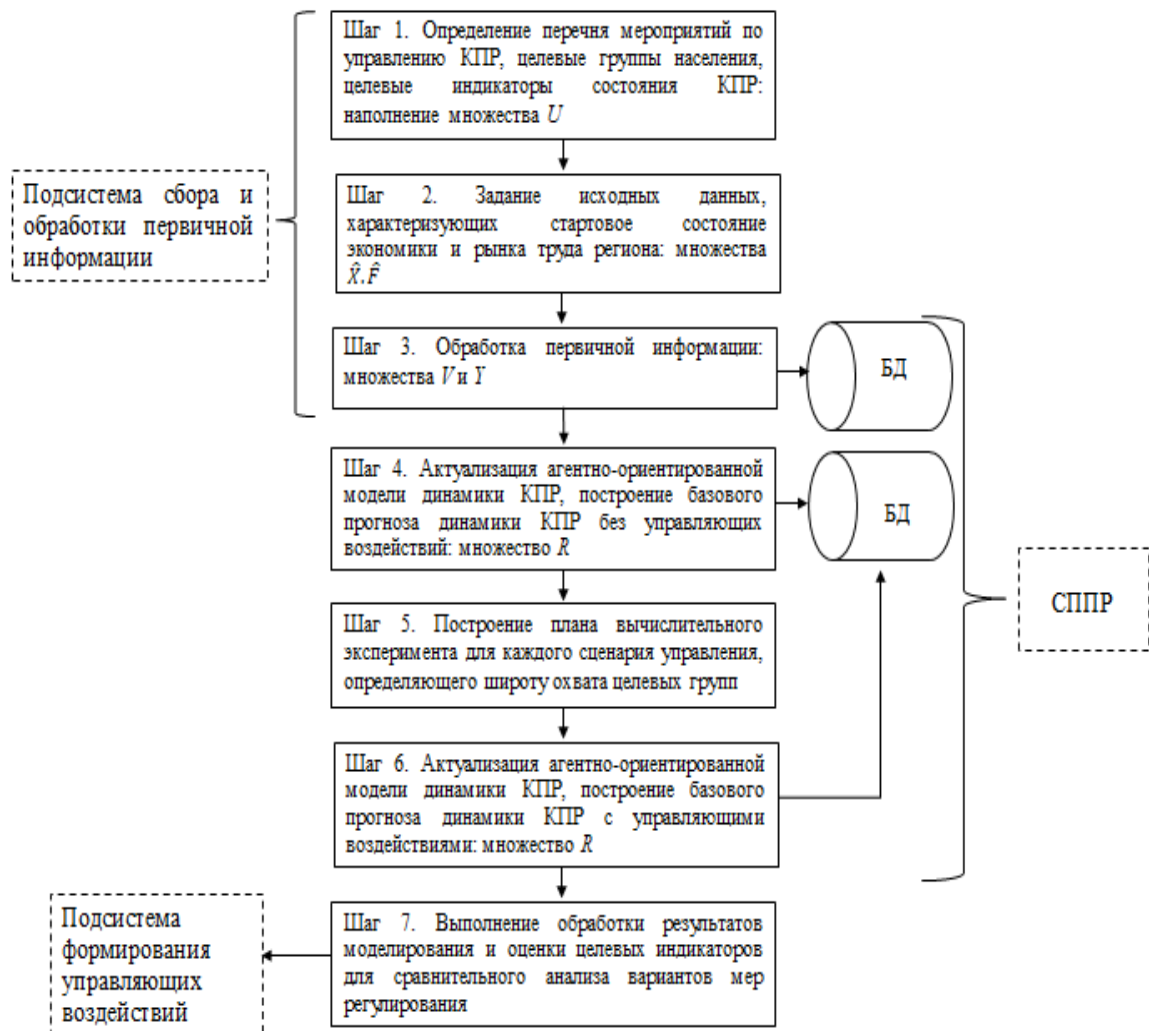 Шаг 1. Определение перечня мероприятий по
управлению КПР, целевые группы населения,
целевые индикаторы состояния КПР:
наполнение множества U
Подсистема сбора и
обработки первичной
информации
Шаг 2. Задание исходных данных,
характеризующих стартовое состояние
экономики и рынка труда региона: множества
X̂, F̂
Шаг 3. Обработка первичной информации:
множества V и Y
БД
Шаг 4. Актуализация агентно-ориентированной
модели динамики КПР, построение базового
прогноза динамики КПР без управляющих
воздействий: множество R
БД
СППР
Шаг 5. Построение плана вычислительного
эксперимента для каждого сценария управления,
определяющего широту охвата целевых групп
Шаг 6. Актуализация агентно-ориентированной
модели динамики КПР, построение базового
прогноза динамики КПР с управляющими
воздействиями: множество R
Подсистема
формирования
управляющих
воздействий
Шаг 7. Выполнение обработки результатов
моделирования и оценки целевых индикаторов
для сравнительного анализа вариантов мер
регулирования